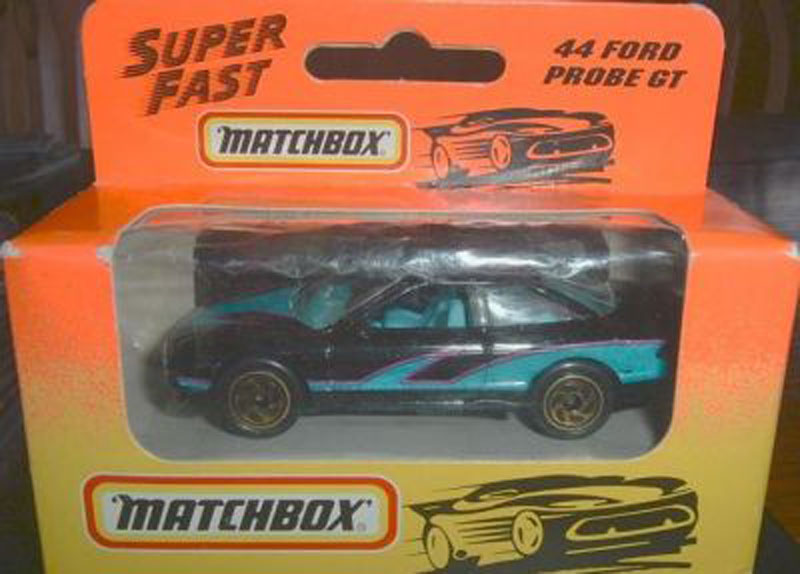 SUPER
FAST
44 FORD
PROBE GT
"MATCHBOX"
"MATCHBOX"